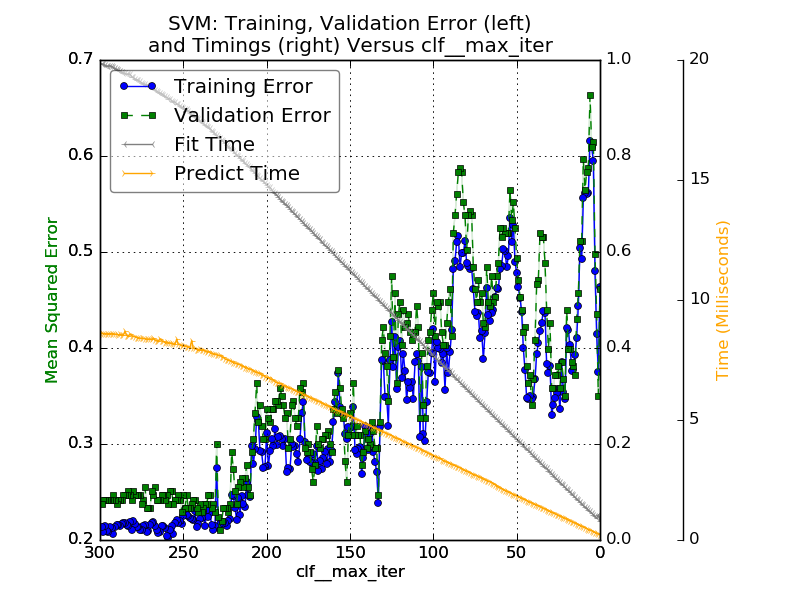 SVM: Training, Validation Error (left)
and Timings (right) Versus clf__max_iter
Training Error
Validation Error
Fit Time
Predict Time
Mean Squared Error
0.7
0.6
0.5
0.4
0.3
0.2
300
250
200
150
100
50
0
clf__max_iter
1.0
0.8
0.6
0.4
0.2
0.0
20
15
10
5
0
Time (Milliseconds)